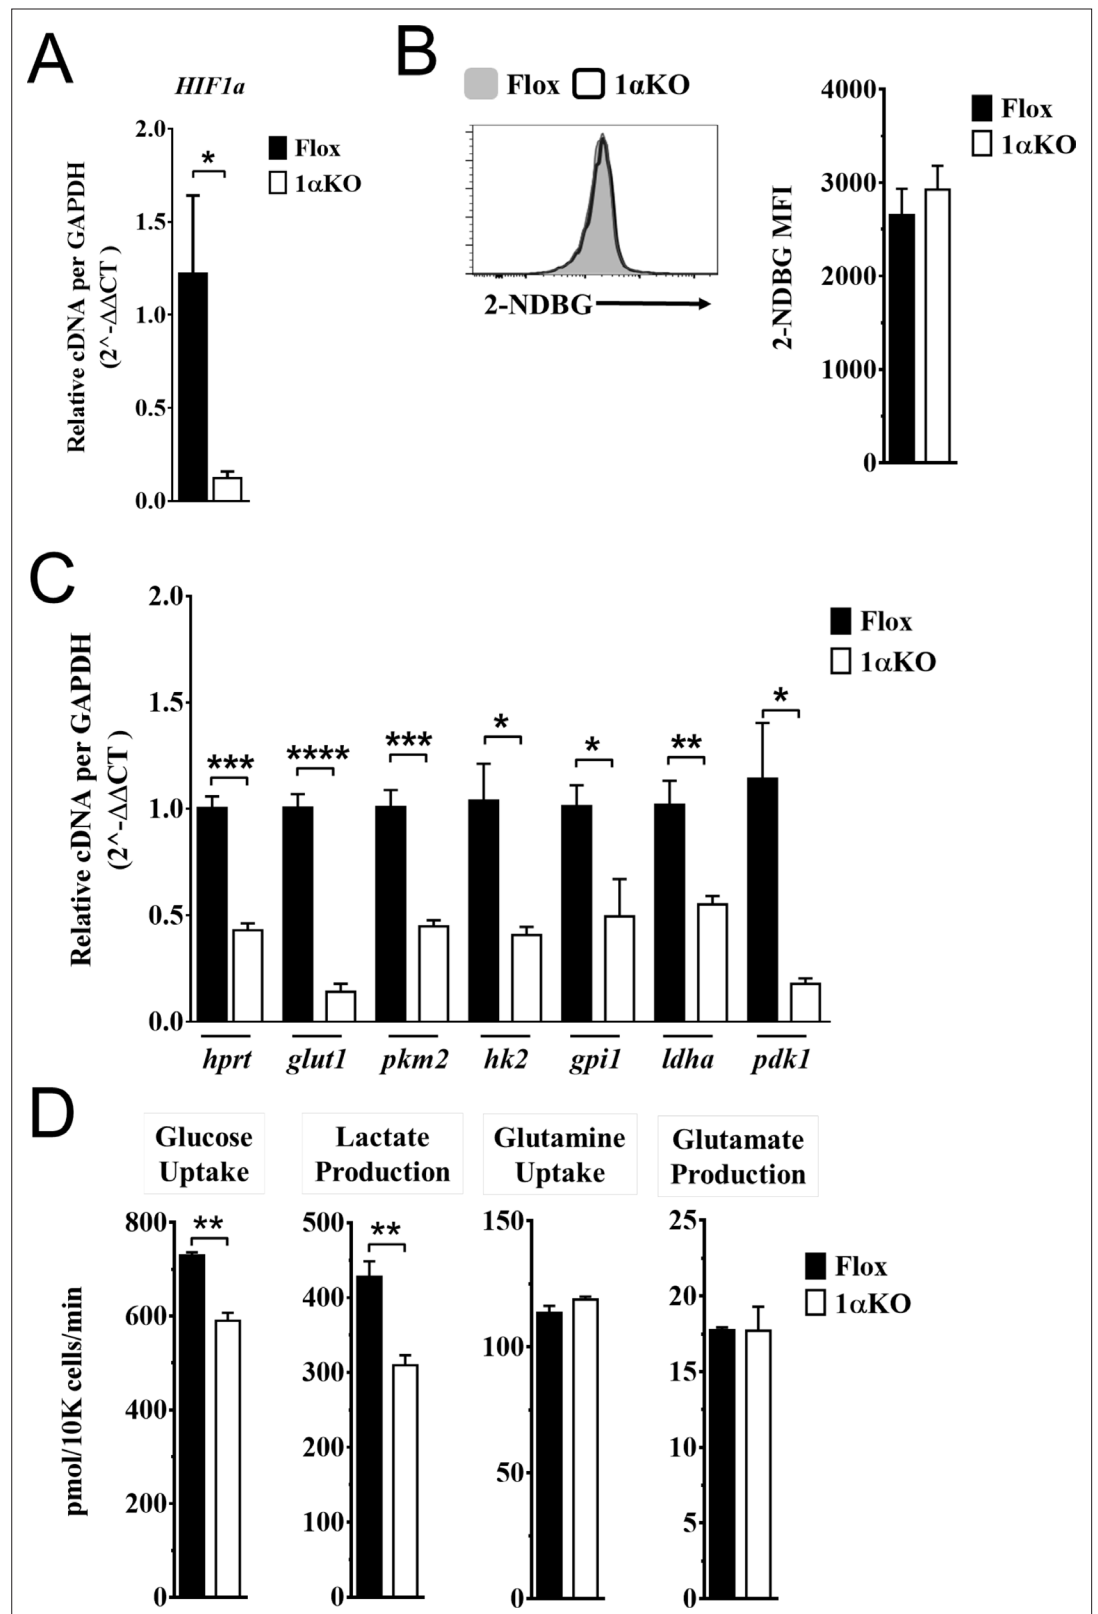 A
HIF1a
2.0
1.5
1.0
0.5
0.0
Relative cDNA per GAPDH
(2^-ΔΔCT )
*
Flox
1αKO
B
Flox 1αKO
2-NDBG
4000
3000
2000
1000
0
2-NDBG MFI
Flox
1αKO
C
2.0
1.5
1.0
0.5
0.0
Relative cDNA per GAPDH
(2^-ΔΔCT )
*** **** *** * * ** *
Flox
1αKO
hprt glut1 pkm2 hk2 gpi1 ldha pdk1
D
pmol/10K cells/min
Glucose
Uptake
800
600
400
200
0
**
Lactate
Production
500
400
300
200
100
0
**
Glutamine
Uptake
150
100
50
0
Glutamate
Production
25
20
15
10
5
0
Flox
1αKO